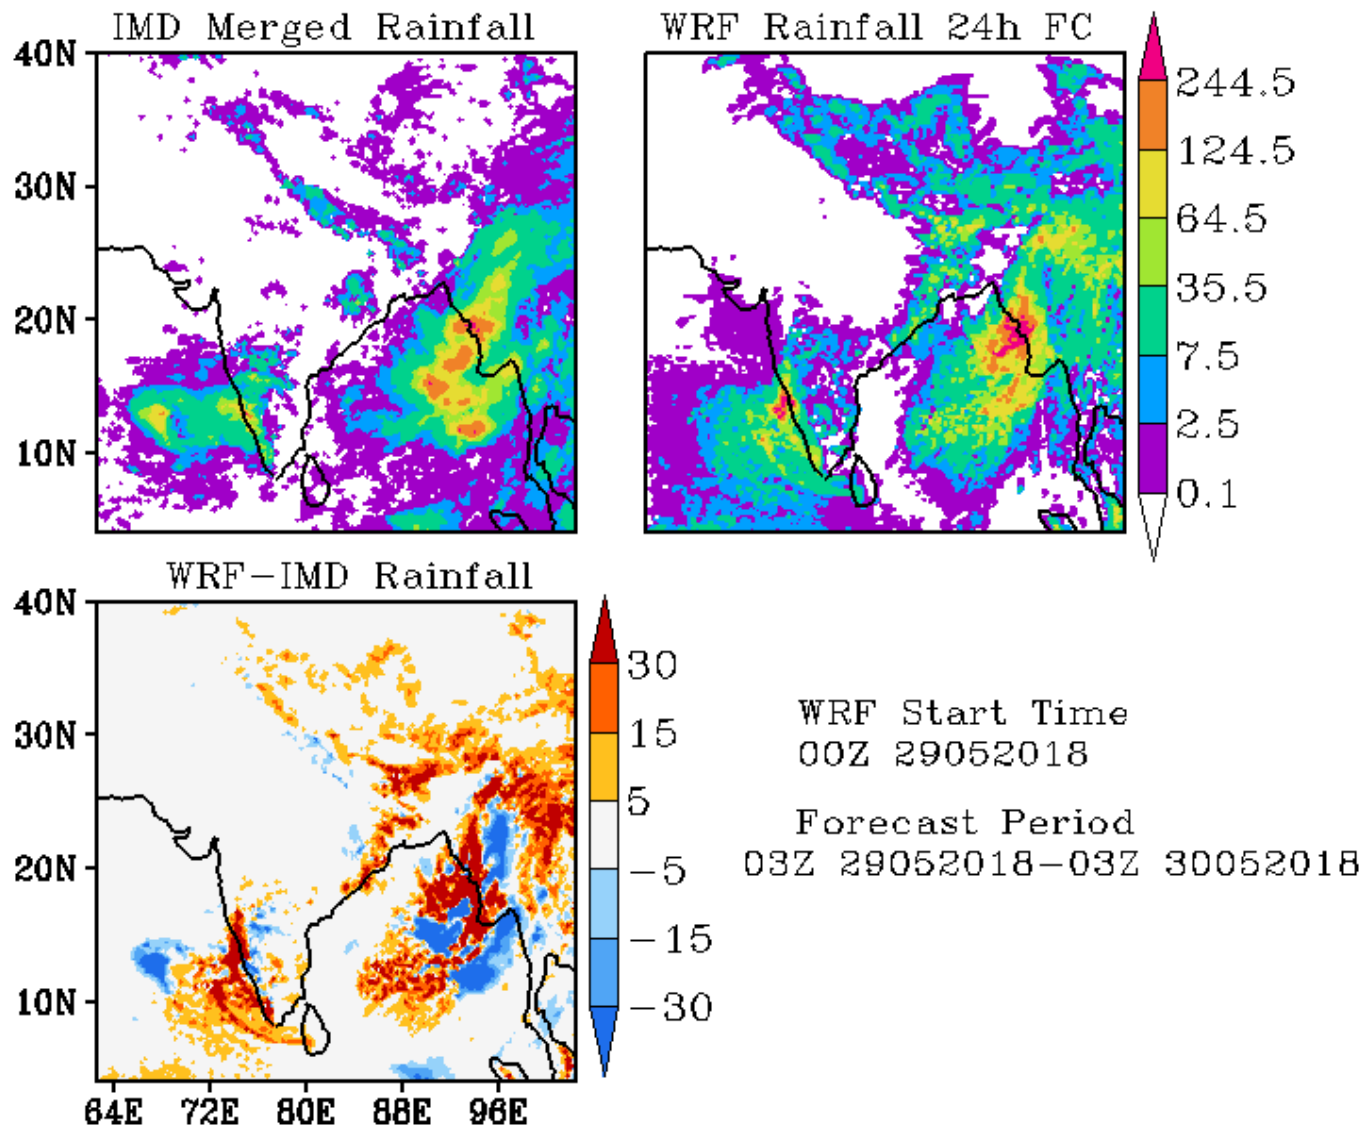 IMD Merged Rainfall
WRF Rainfall 24h FC
40N
30N
20N
10N
244.5
124.5
64.5
35.5
7.5
2.5
0.1
WRF-IMD Rainfall
40N
30N
20N
10N
64E 72E 80E 88E 96E
30
15
5
-5
-15
-30
WRF Start Time
00Z 29052018
Forecast Period
03Z 29052018-03Z 30052018